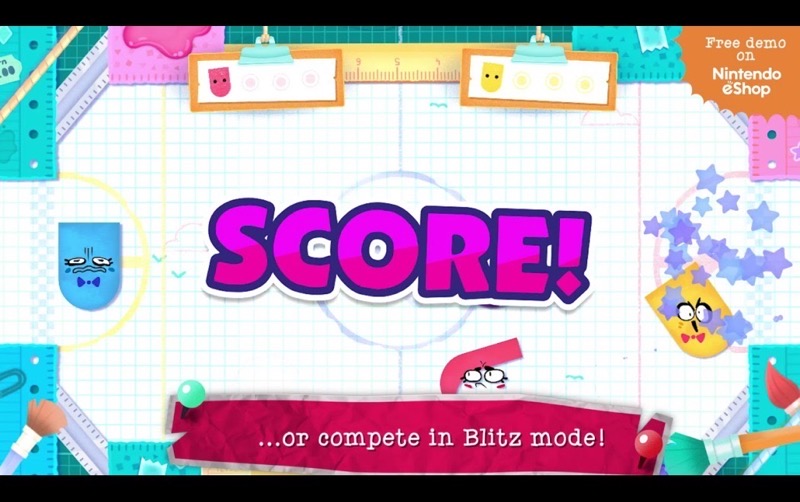 Free demo
on
Nintendo
eShop
SCORE!
...or compete in Blitz mode!